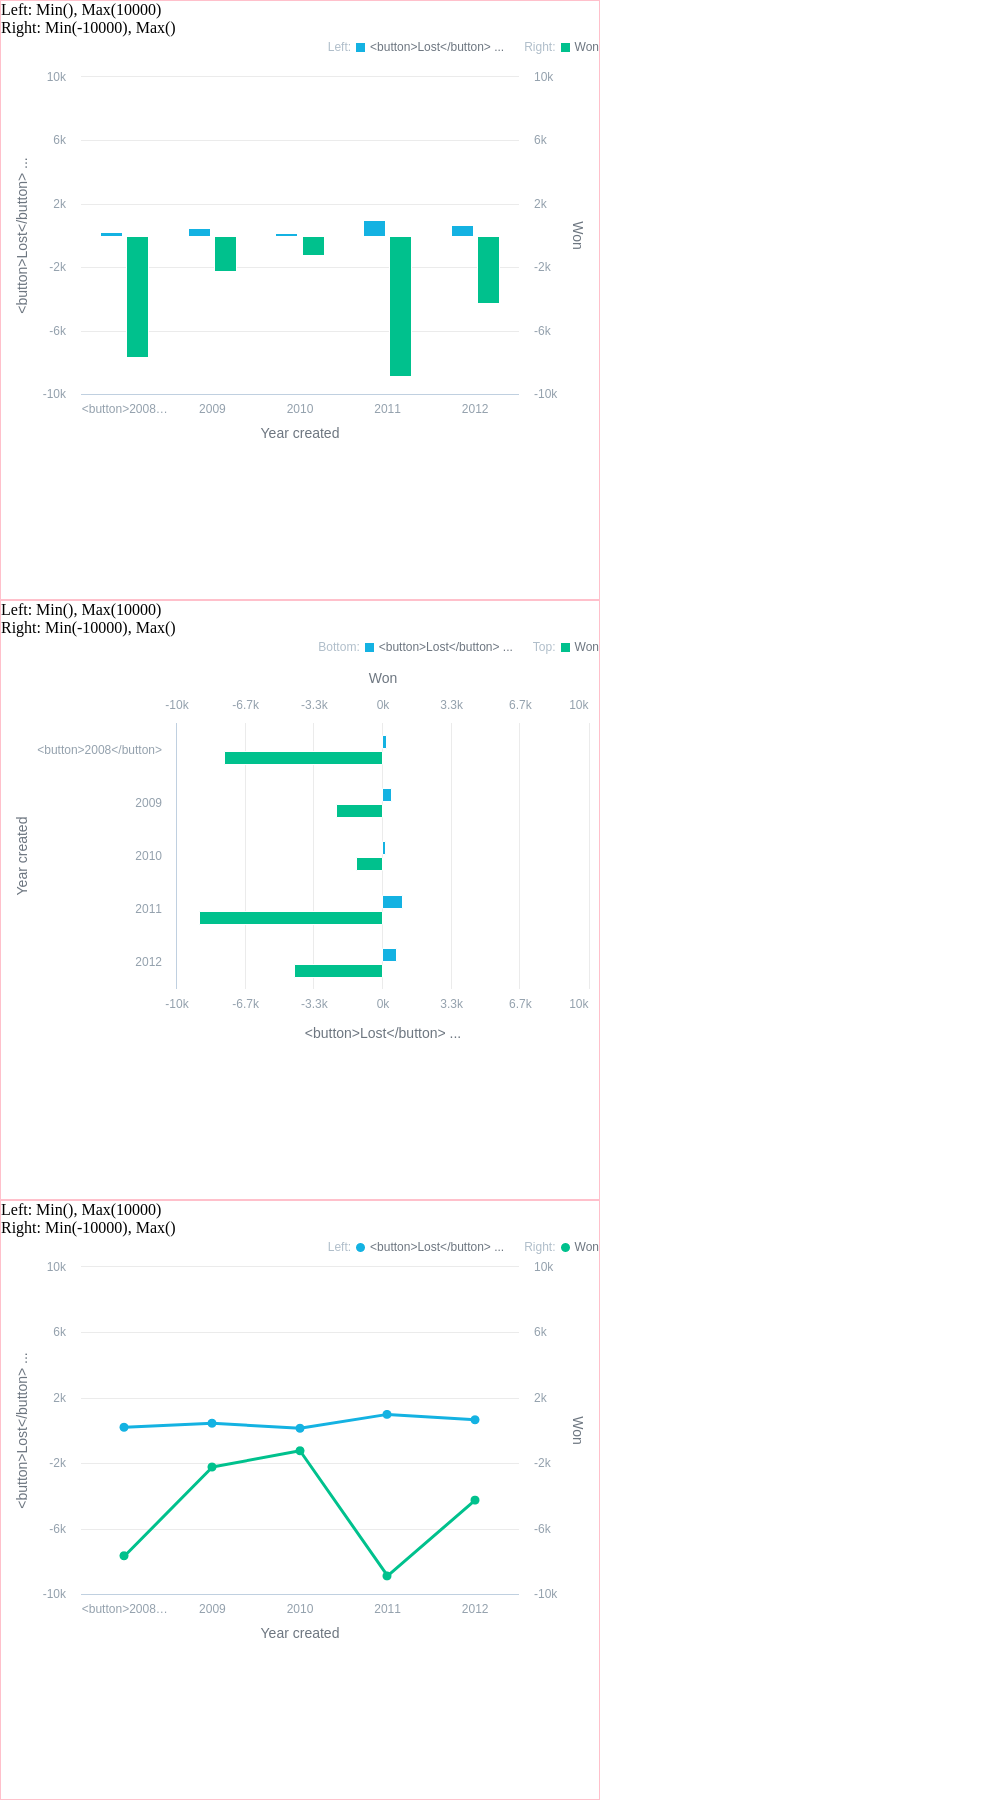 Left: Min(), Max(10000)
Right: Min(-10000), Max()
Left: <button>Lost</button> ... Right: Won
10k 10k
6k 6k
2k 2k
-2k -2k
-6k -6k
-10k -10k
<button>Lost</button> ...
Won
<button>2008… 2009 2010 2011 2012
Year created
Left: Min(), Max(10000)
Right: Min(-10000), Max()
Bottom: <button>Lost</button> ... Top: Won
Won
-10k -6.7k -3.3k 0k 3.3k 6.7k 10k
<button>2008</button>
2009
2010
2011
2012
Year created
-10k -6.7k -3.3k 0k 3.3k 6.7k 10k
<button>Lost</button> ...
Left: Min(), Max(10000)
Right: Min(-10000), Max()
Left: <button>Lost</button> ... Right: Won
10k 10k
6k 6k
2k 2k
-2k -2k
-6k -6k
-10k -10k
<button>Lost</button> ...
Won
<button>2008… 2009 2010 2011 2012
Year created